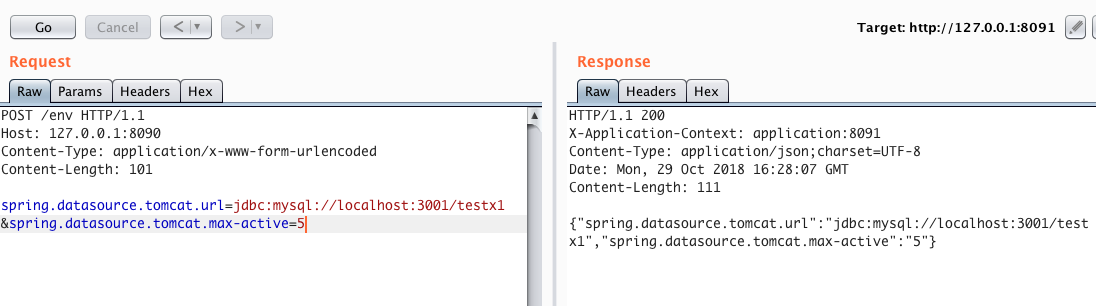 Go Cancel < > Target: http://127.0.0.1:8091
Request
Raw Params Headers Hex
POST /env HTTP/1.1
Host: 127.0.0.1:8090
Content-Type: application/x-www-form-urlencoded
Content-Length: 101
spring.datasource.tomcat.url=jdbc:mysql://localhost:3001/testx1
&spring.datasource.tomcat.max-active=5
Response
Raw Headers Hex
HTTP/1.1 200
X-Application-Context: application:8091
Content-Type: application/json;charset=UTF-8
Date: Mon, 29 Oct 2018 16:28:07 GMT
Content-Length: 111
{"spring.datasource.tomcat.url":"jdbc:mysql://localhost:3001/test
x1","spring.datasource.tomcat.max-active":"5"}